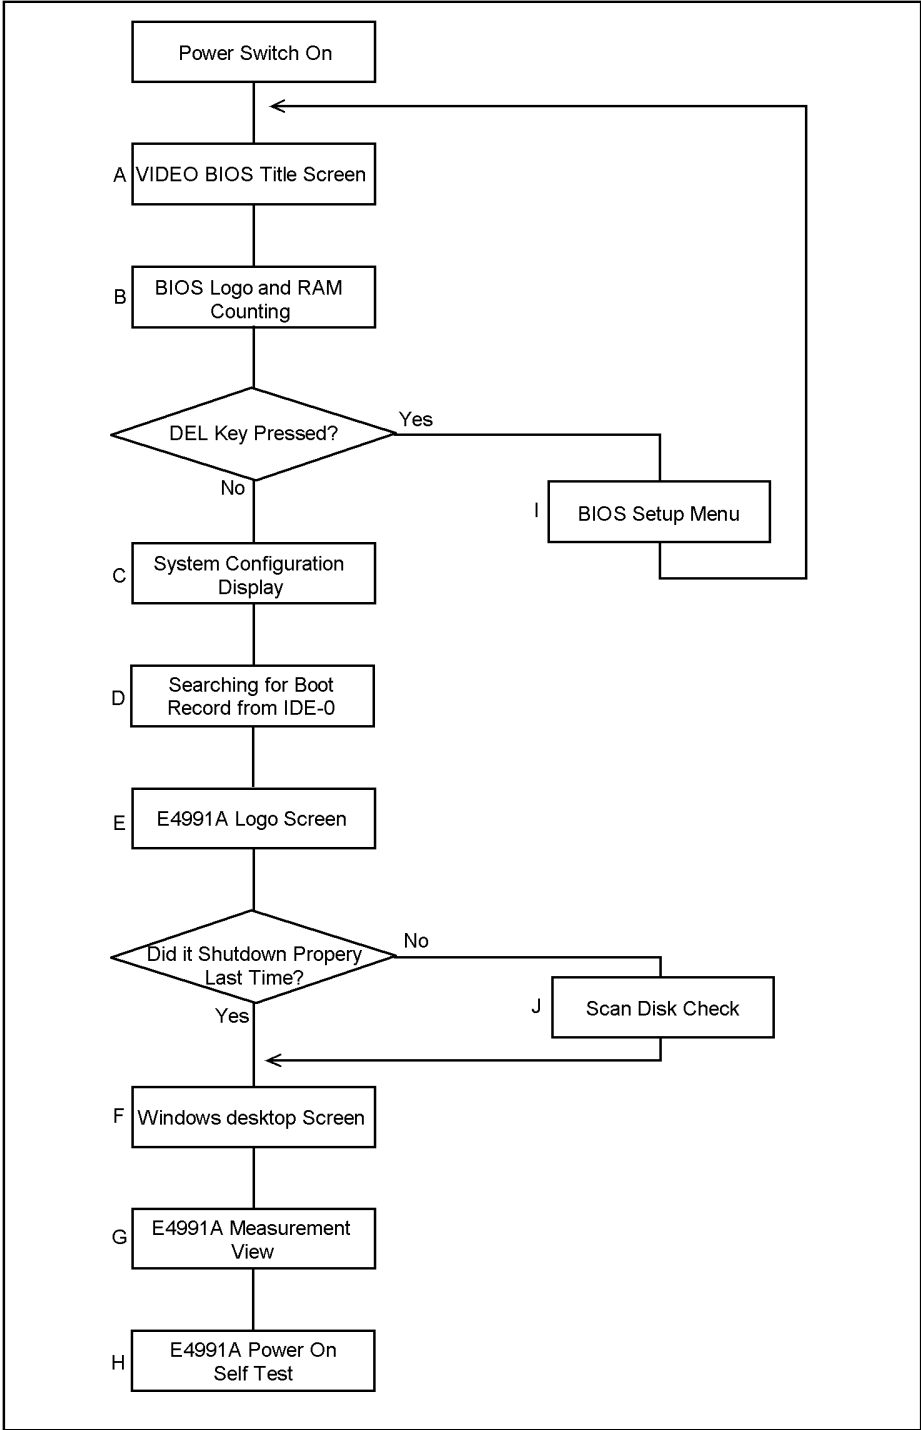 Power Switch On
A
VIDEO BIOS Title Screen
B
BIOS Logo and RAM
Counting
DEL Key Pressed?
Yes
No
I
BIOS Setup Menu
C
System Configuration
Display
D
Searching for Boot
Record from IDE-0
E
E4991A Logo Screen
Did it Shutdown Propery
Last Time?
No
Yes
J
Scan Disk Check
F
Windows desktop Screen
G
E4991A Measurement
View
H
E4991A Power On
Self Test